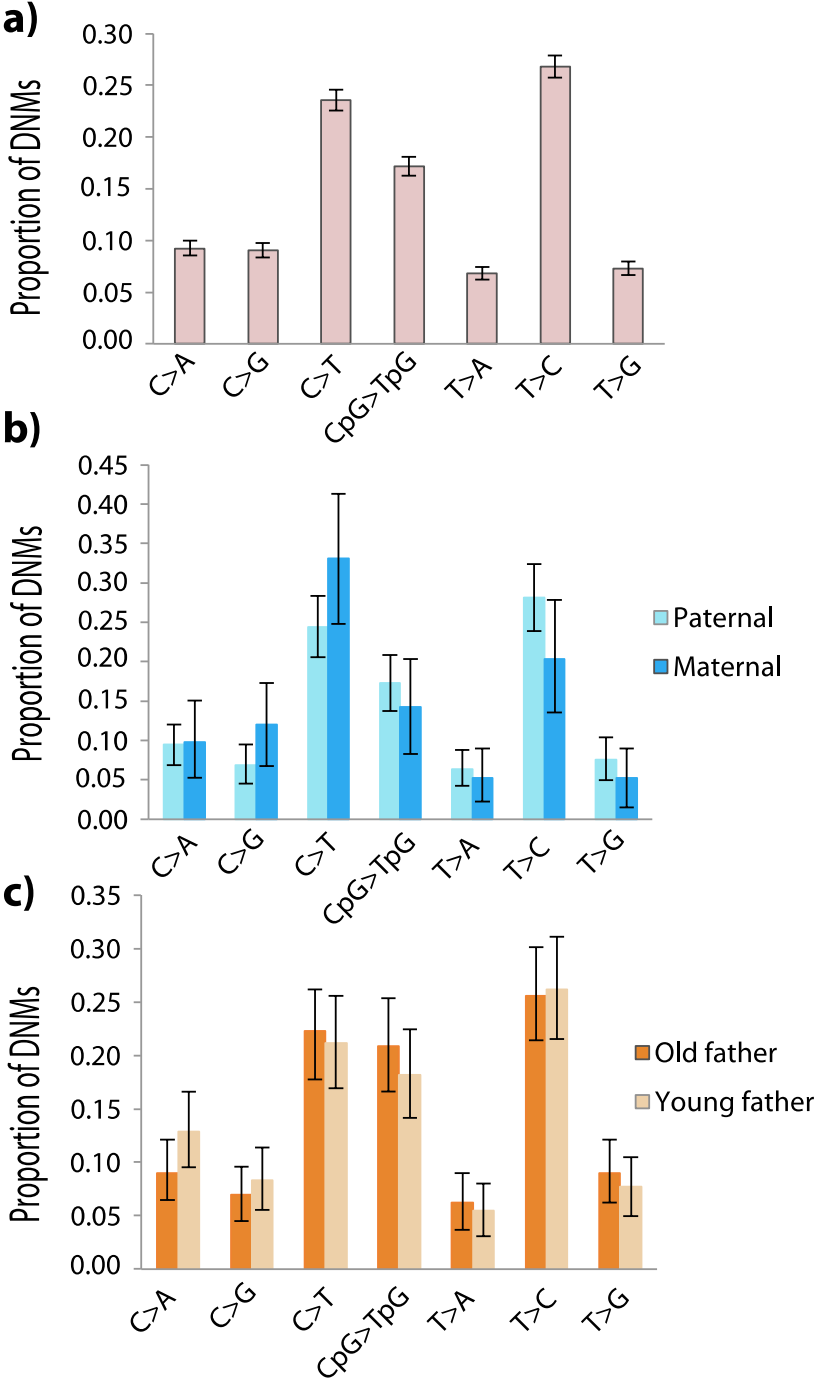 a)
Proportion of DNMs
0.30
0.25
0.20
0.15
0.10
0.05
0.00
C>A
C>G
C>T
CpG>TpG
T>A
T>C
T>G
b)
Proportion of DNMs
0.45
0.40
0.35
0.30
0.25
0.20
0.15
0.10
0.05
0.00
C>A
C>G
C>T
CpG>TpG
T>A
T>C
T>G
Paternal
Maternal
c)
Proportion of DNMs
0.35
0.30
0.25
0.20
0.15
0.10
0.05
0.00
C>A
C>G
C>T
CpG>TpG
T>A
T>C
T>G
Old father
Young father